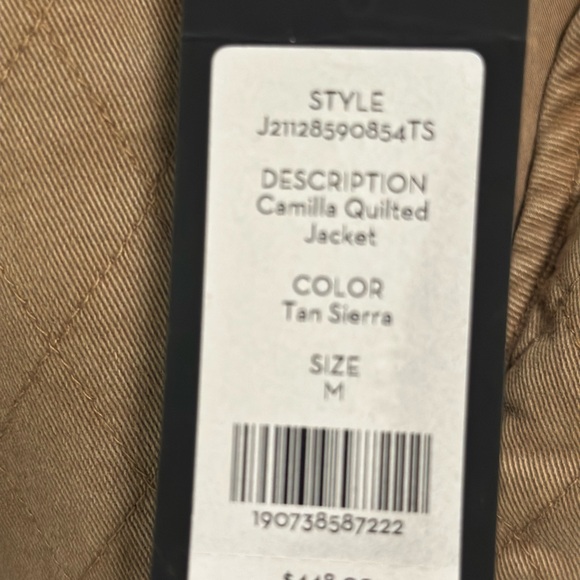 STYLE
J21128590854TS
DESCRIPTION
Camilla Quilted
Jacket
COLOR
Tan Sierra
SIZE
M
190738587222